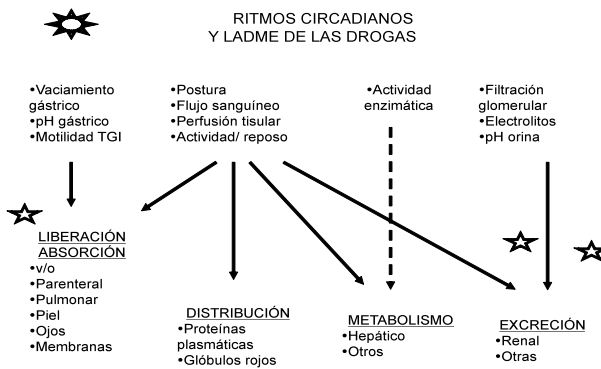 RITMOS CIRCADIANOS
Y LADME DE LAS DROGAS
•Vaciamiento
gástrico
•pH gástrico
•Motilidad TGI
•Postura
•Flujo sanguíneo
•Perfusión tisular
•Actividad/ reposo
•Actividad
enzimática
•Filtración
glomerular
•Electrolitos
•pH orina
LIBERACIÓN
ABSORCIÓN
•v/o
•Parenteral
•Pulmonar
•Piel
•Ojos
•Membranas
DISTRIBUCIÓN
•Proteínas
plasmáticas
•Glóbulos rojos
METABOLISMO
•Hepático
•Otros
EXCRECIÓN
•Renal
•Otras